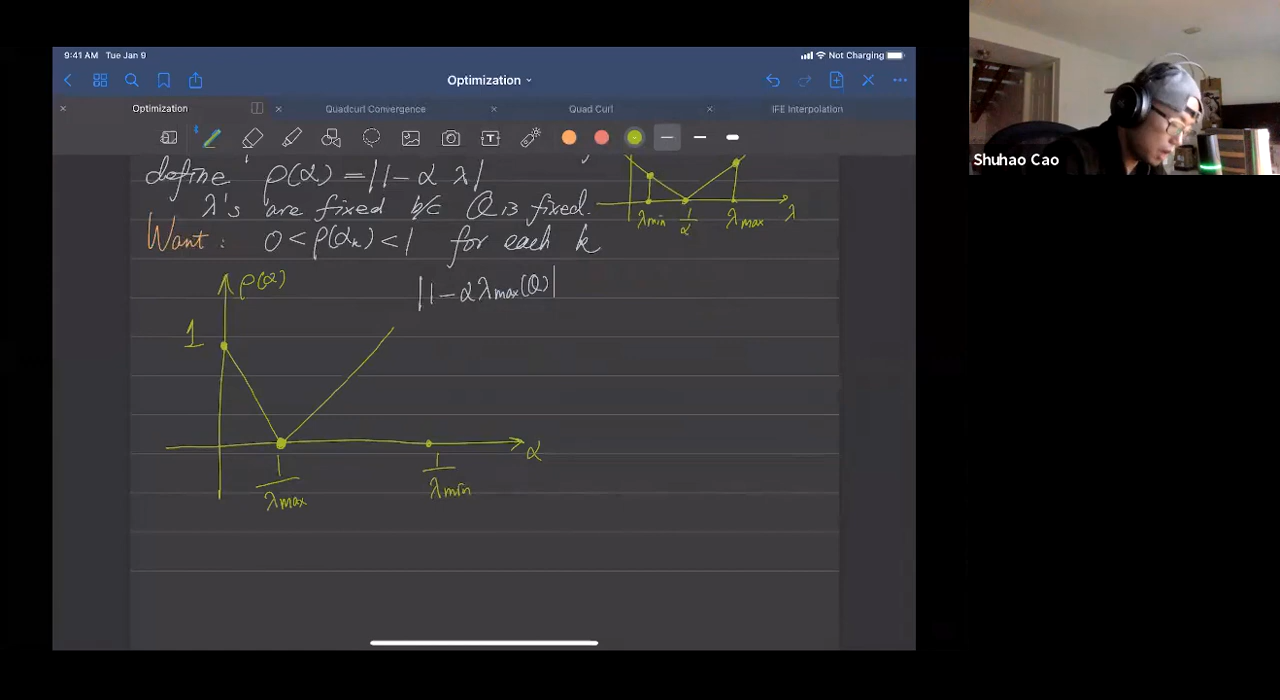 9:41 AM Tue Jan 9
Not Charging
Optimization
Optimization
Quadcurl Convergence
Quad Curl
IFE Interpolation
Shuhao Cao
define ρ(α) = |1 - α λ|
λ's are fixed b/c Q is fixed.
λmin 1/α λmax λ
Want: 0 < ρ(αₖ) < 1 for each k
ρ(α)
|1 - αλmax(Q)|
1
α
1/λmax
1/λmin